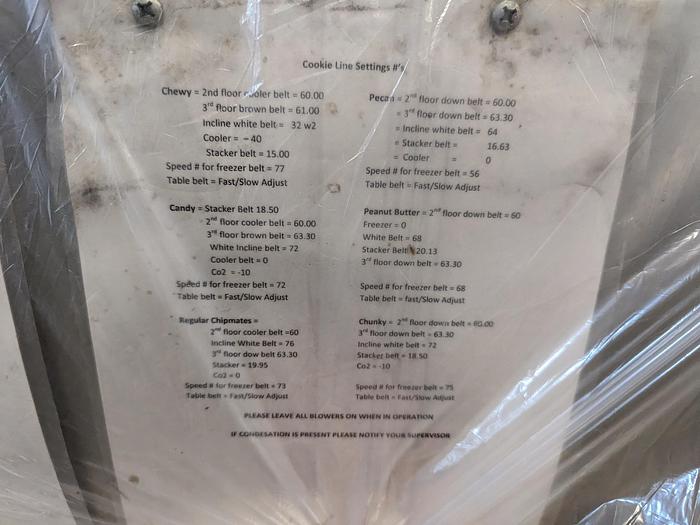 Cookie Line Settings #'s
Chewy = 2nd floor cooler belt = 60.00
3rd floor brown belt = 61.00
Incline white belt = 32 w2
Cooler = -40
Stacker belt = 15.00
Speed # for freezer belt = 77
Table belt = Fast/Slow Adjust
Pecan = 2nd floor down belt = 60.00
= 3rd floor down belt = 63.30
= Incline white belt = 64
= Stacker belt = 16.63
= Cooler = 0
Speed # for freezer belt = 56
Table belt = Fast/Slow Adjust
Candy = Stacker Belt 18.50
2nd floor cooler belt = 60.00
3rd floor brown belt = 63.30
White Incline belt = 72
Cooler belt = 0
Co2 = -10
Speed # for freezer belt = 72
Table belt = Fast/Slow Adjust
Peanut Butter = 2nd floor down belt = 60
Freezer = 0
White Belt = 68
Stacker Belt 20.13
3rd floor down belt = 63.30
Speed # for freezer belt = 68
Table belt = Fast/slow Adjust
Regular Chipmates =
2nd floor cooler belt =60
Incline White Belt = 76
3rd floor dow belt 63.30
Stacker = 19.95
Co2 = 0
Speed # for freezer belt = 73
Table belt = Fast/Slow Adjust
Chunky = 2nd floor down belt = 60.00
3rd floor down belt = 63.30
Incline white belt = 72
Stacker belt = 18.50
Co2 = -10
Speed # for freezer belt = 75
Table belt = Fast/Slow Adjust
PLEASE LEAVE ALL BLOWERS ON WHEN IN OPERATION
IF CONDESATION IS PRESENT PLEASE NOTIFY YOUR SUPERVISOR